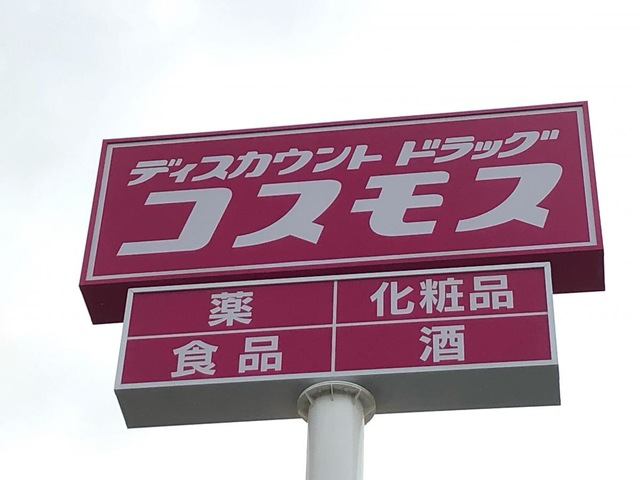 ディスカウント ドラッグ
コスモス
薬 化粧品
食品 酒